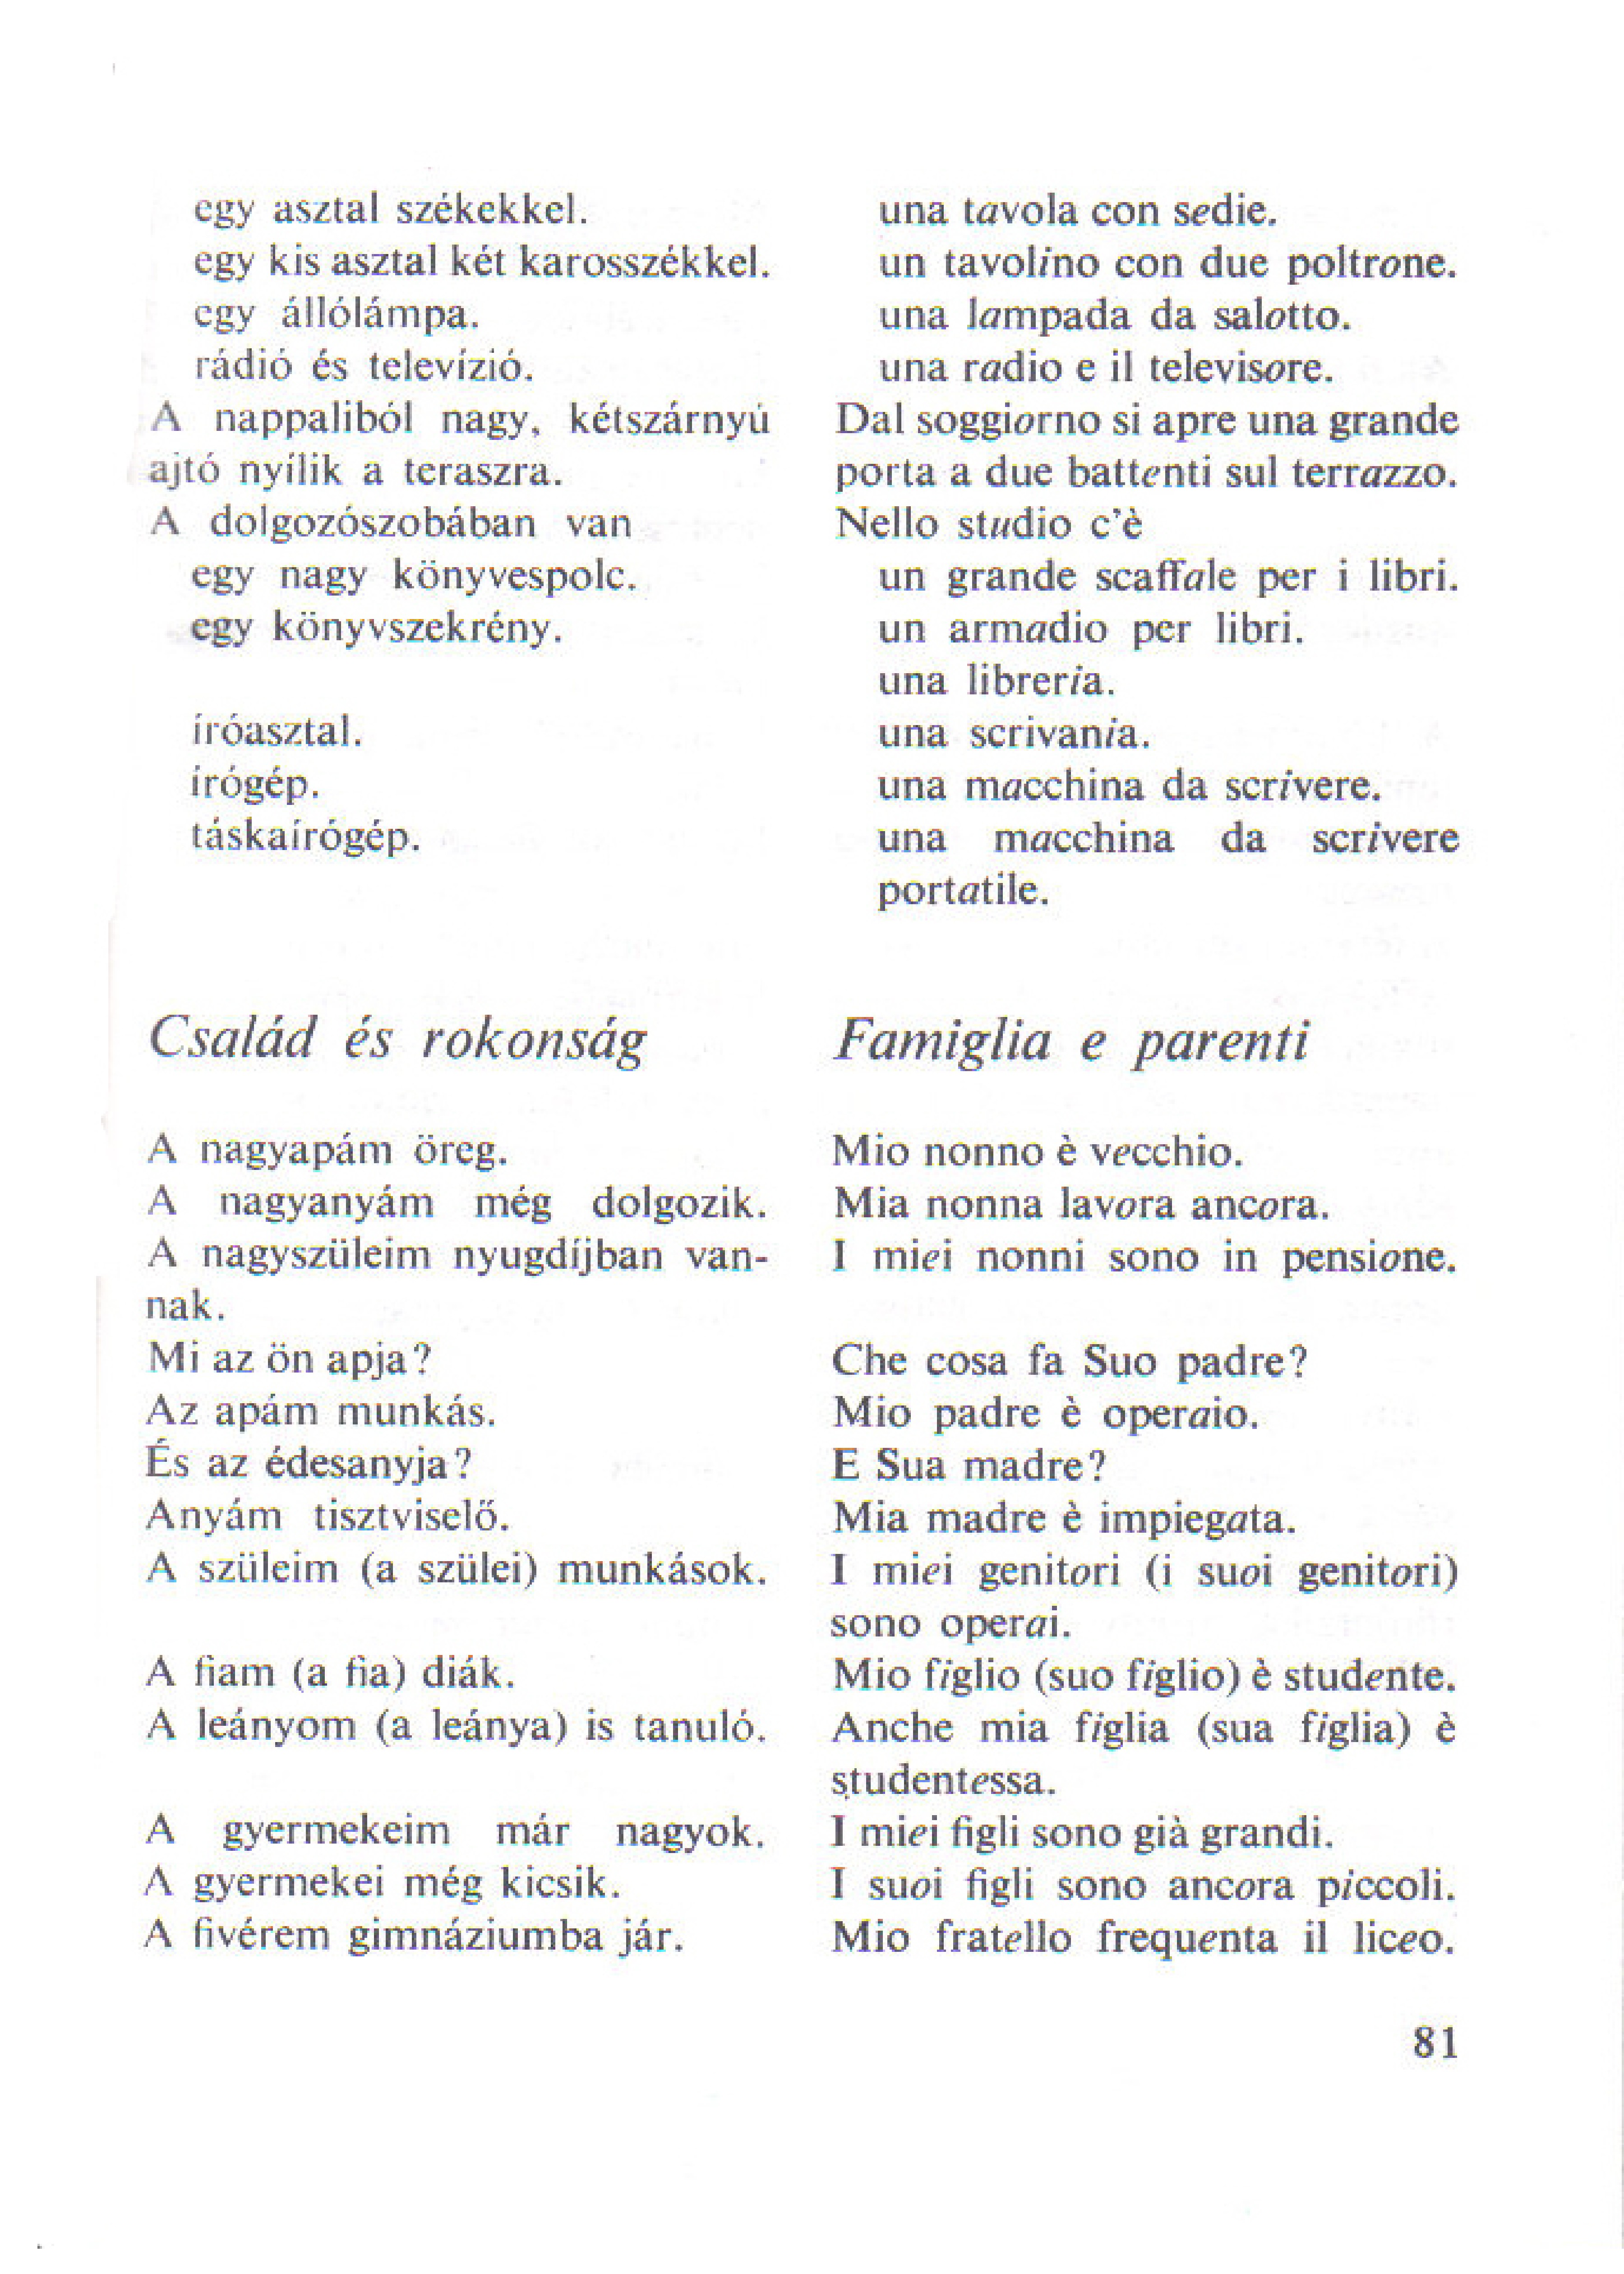 egy asztal székekkel.
egy kis asztal két karosszékkel.
egy állólámpa.
rádió és televízió.
A nappaliból nagy, kétszárnyú
ajtó nyílik a teraszra.
A dolgozószobában van
egy nagy könyvespolc.
egy könyvszekrény.
íróasztal.
írógép.
táskaírógép.
una tavola con sedie.
un tavolino con due poltrone.
una lampada da salotto.
una radio e il televisore.
Dal soggiorno si apre una grande
porta a due battenti sul terrazzo.
Nello studio c'è
un grande scaffale per i libri.
un armadio per libri.
una libreria.
una scrivania.
una macchina da scrivere.
una macchina da scrivere
portatile.
Család és rokonság
A nagyapám öreg.
A nagyanyám még dolgozik.
A nagyszüleim nyugdíjban van-
nak.
Mi az ön apja?
Az apám munkás.
És az édesanyja?
Anyám tisztviselő.
A szüleim (a szülei) munkások.
A fiam (a fia) diák.
A leányom (a leánya) is tanuló.
A gyermekeim már nagyok.
A gyermekei még kicsik.
A fivérem gimnáziumba jár.
Famiglia e parenti
Mio nonno è vecchio.
Mia nonna lavora ancora.
I miei nonni sono in pensione.
Che cosa fa Suo padre?
Mio padre è operaio.
E Sua madre?
Mia madre è impiegata.
I miei genitori (i suoi genitori)
sono operai.
Mio figlio (suo figlio) è studente.
Anche mia figlia (sua figlia) è
studentessa.
I miei figli sono già grandi.
I suoi figli sono ancora piccoli.
Mio fratello frequenta il liceo.
81